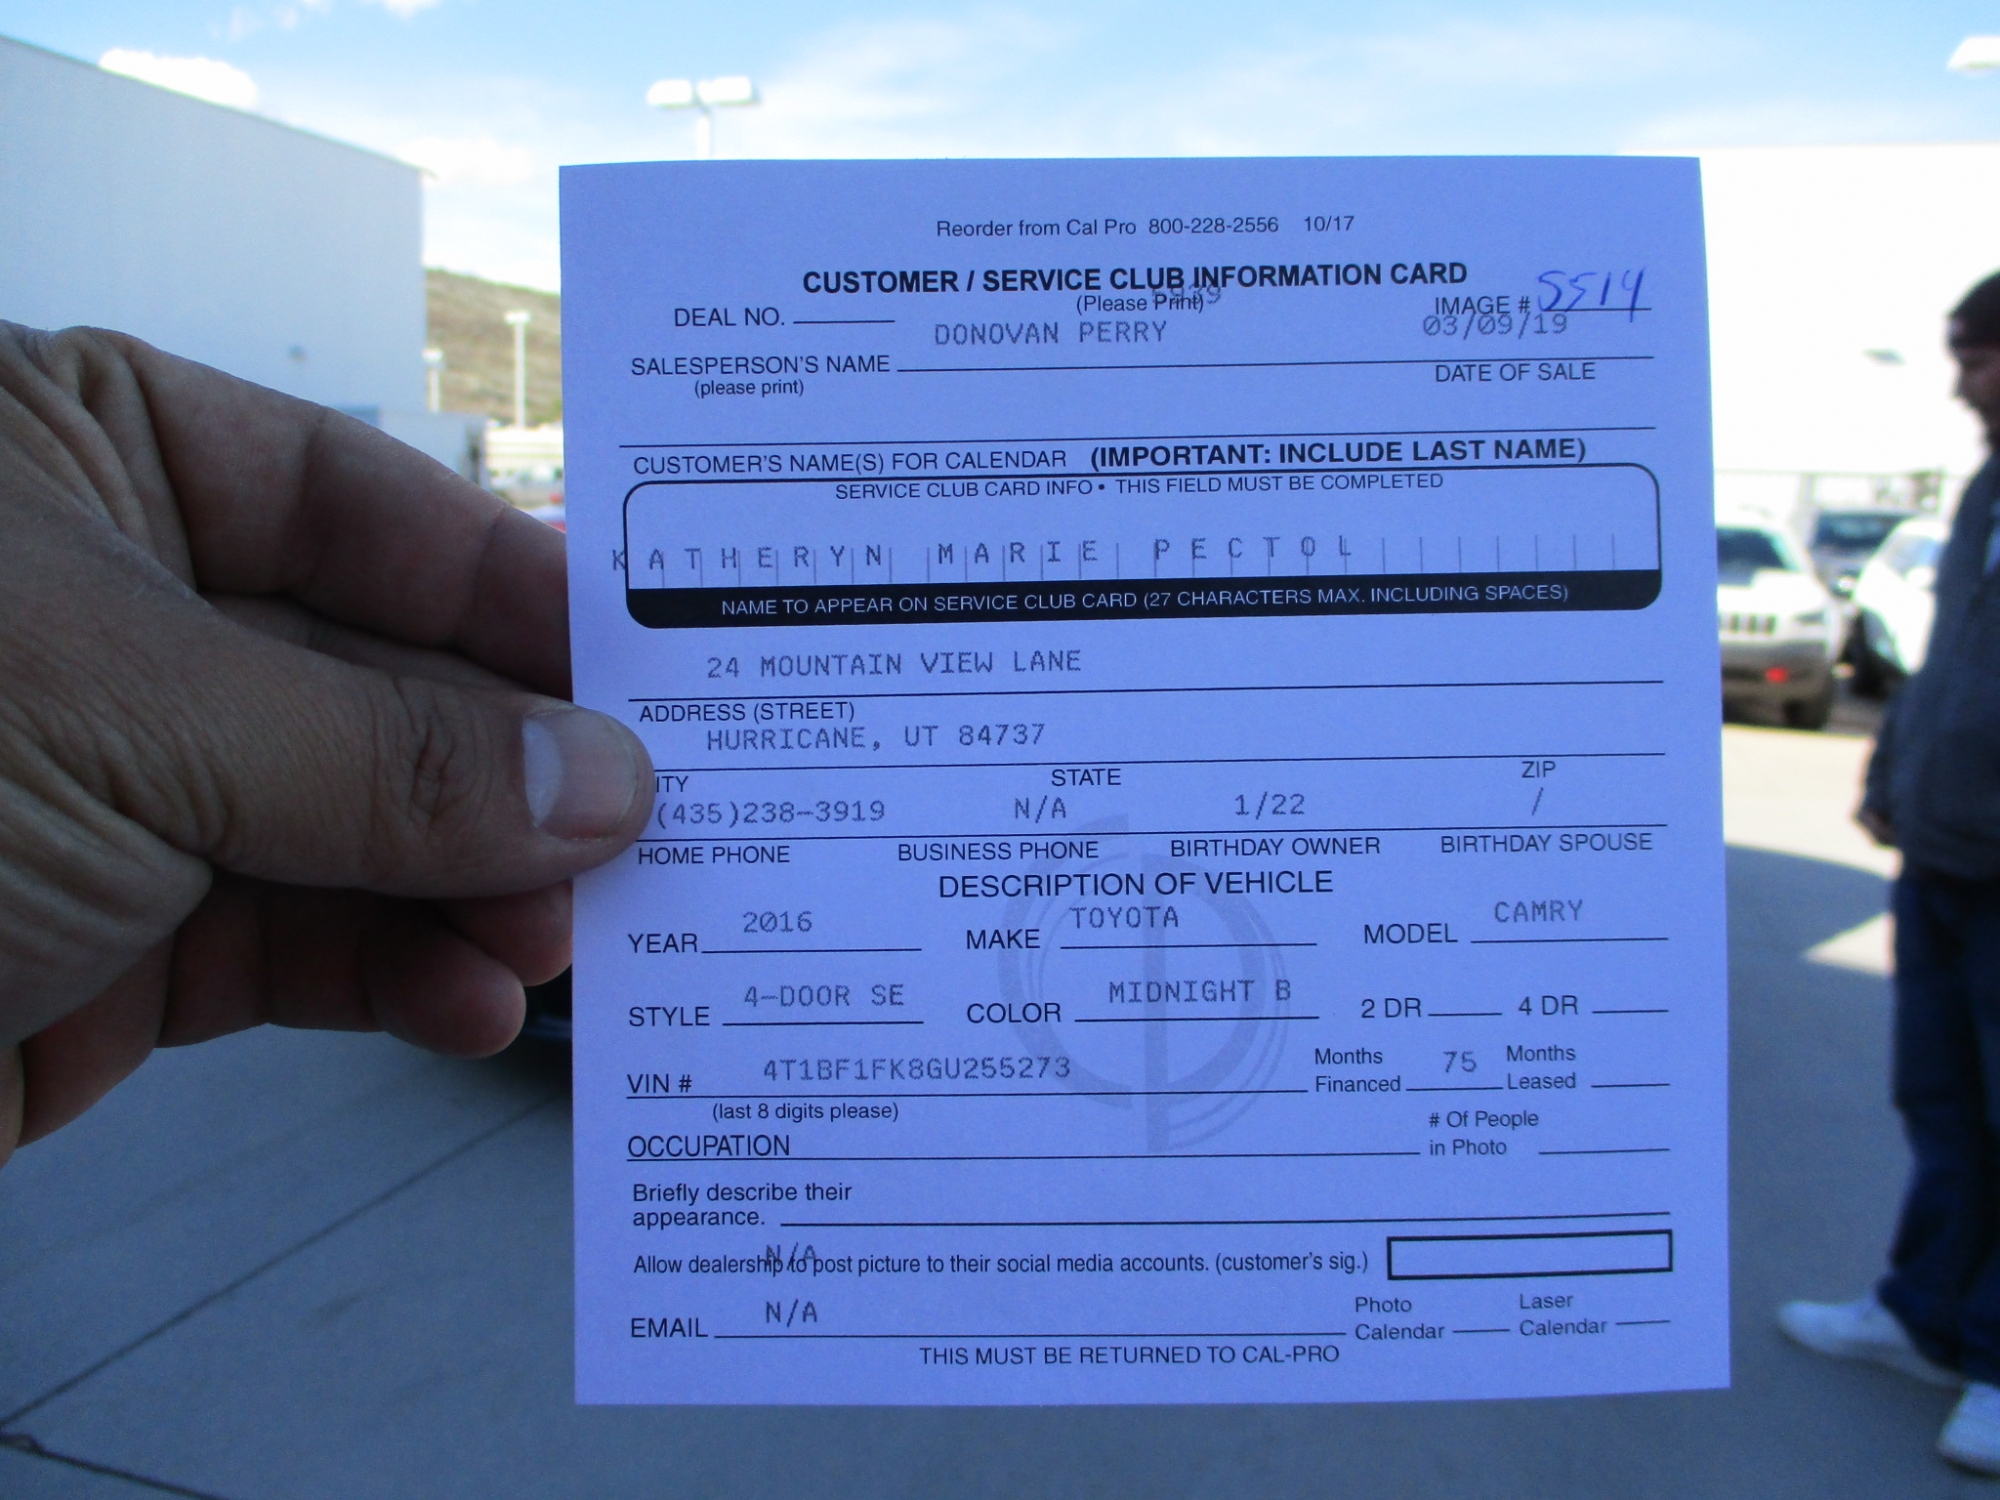 Reorder from Cal Pro 800-228-2556 10/17
CUSTOMER / SERVICE CLUB INFORMATION CARD
(Please Print)
DEAL NO. IMAGE # 5514
DONOVAN PERRY 03/09/19
SALESPERSON'S NAME DATE OF SALE
(please print)
CUSTOMER'S NAME(S) FOR CALENDAR (IMPORTANT: INCLUDE LAST NAME)
SERVICE CLUB CARD INFO • THIS FIELD MUST BE COMPLETED
KATHERYN MARIE PECTOL
NAME TO APPEAR ON SERVICE CLUB CARD (27 CHARACTERS MAX. INCLUDING SPACES)
24 MOUNTAIN VIEW LANE
ADDRESS (STREET)
HURRICANE, UT 84737
ITY STATE ZIP
(435)238-3919 N/A 1/22 /
HOME PHONE BUSINESS PHONE BIRTHDAY OWNER BIRTHDAY SPOUSE
DESCRIPTION OF VEHICLE
YEAR 2016 MAKE TOYOTA MODEL CAMRY
STYLE 4-DOOR SE COLOR MIDNIGHT B 2 DR 4 DR
VIN # 4T1BF1FK8GU255273 Months Financed 75 Months Leased
(last 8 digits please)
OCCUPATION # Of People in Photo
Briefly describe their
appearance.
N/A
Allow dealership to post picture to their social media accounts. (customer's sig.)
EMAIL N/A Photo Calendar Laser Calendar
THIS MUST BE RETURNED TO CAL-PRO